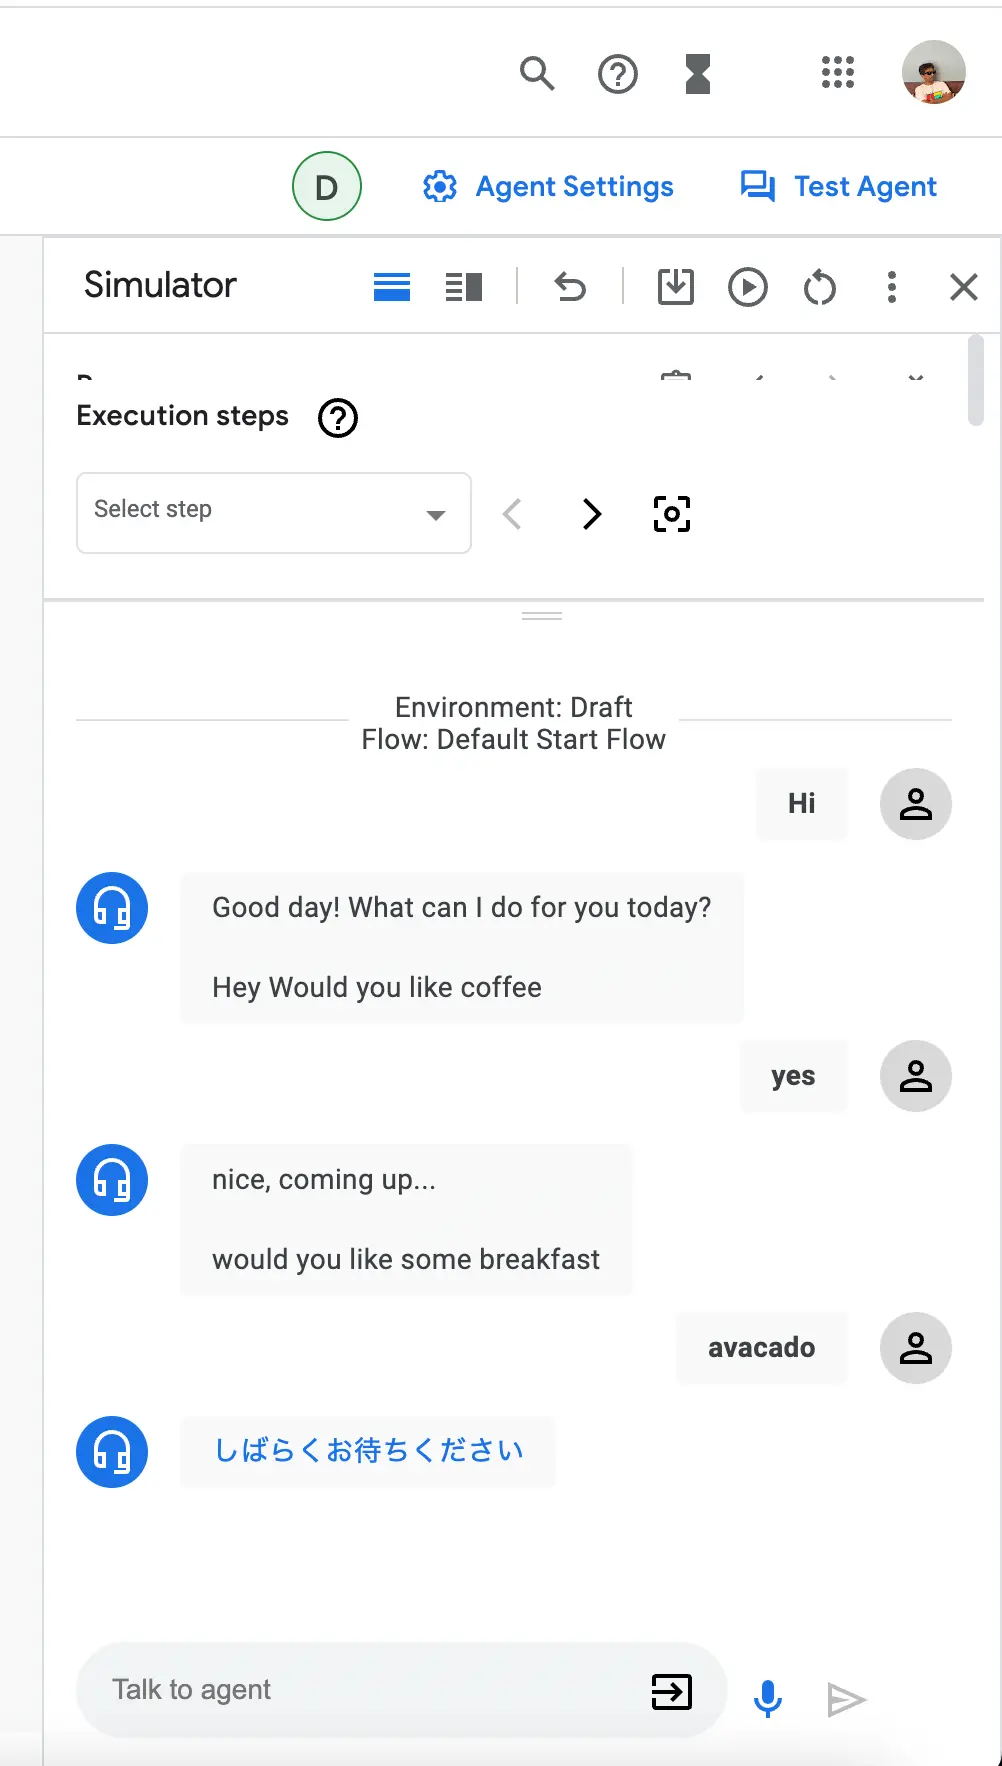 D
Agent Settings
Test Agent
Simulator
Execution steps
Select step
Environment: Draft
Flow: Default Start Flow
Hi
Good day! What can I do for you today?
Hey Would you like coffee
yes
nice, coming up...
would you like some breakfast
avacado
しばらくお待ちください
Talk to agent